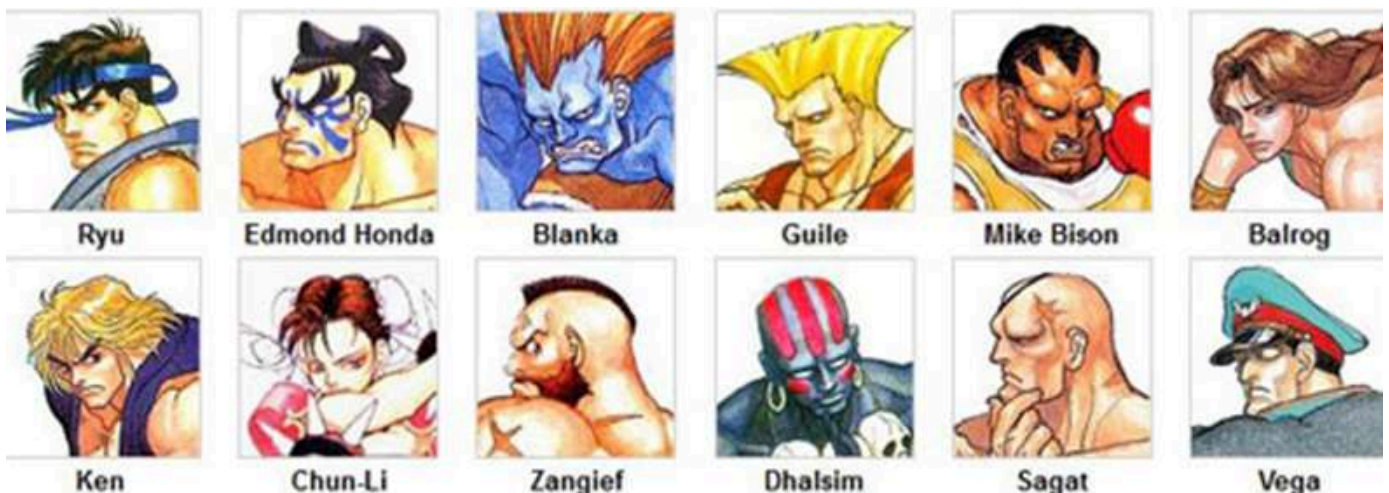 Ryu Edmond Honda Blanka Guile Mike Bison Balrog
Ken Chun-Li Zangief Dhalsim Sagat Vega